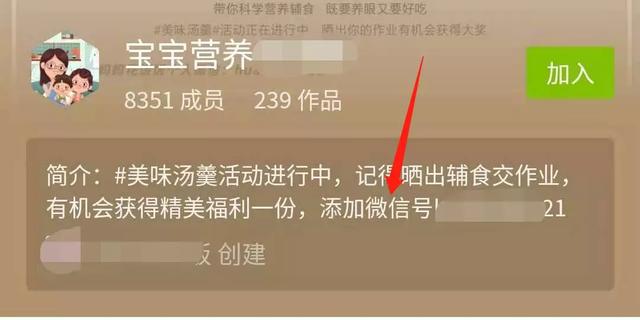 带你科学营养辅食 既要养眼又要好吃
#美味汤羹#活动正在进行中 晒出你的作业有机会获得大奖
宝宝营养
8351 成员 239 作品
加入
简介：#美味汤羹活动进行中，记得晒出辅食交作业，
有机会获得精美福利一份，添加微信号 21
创建